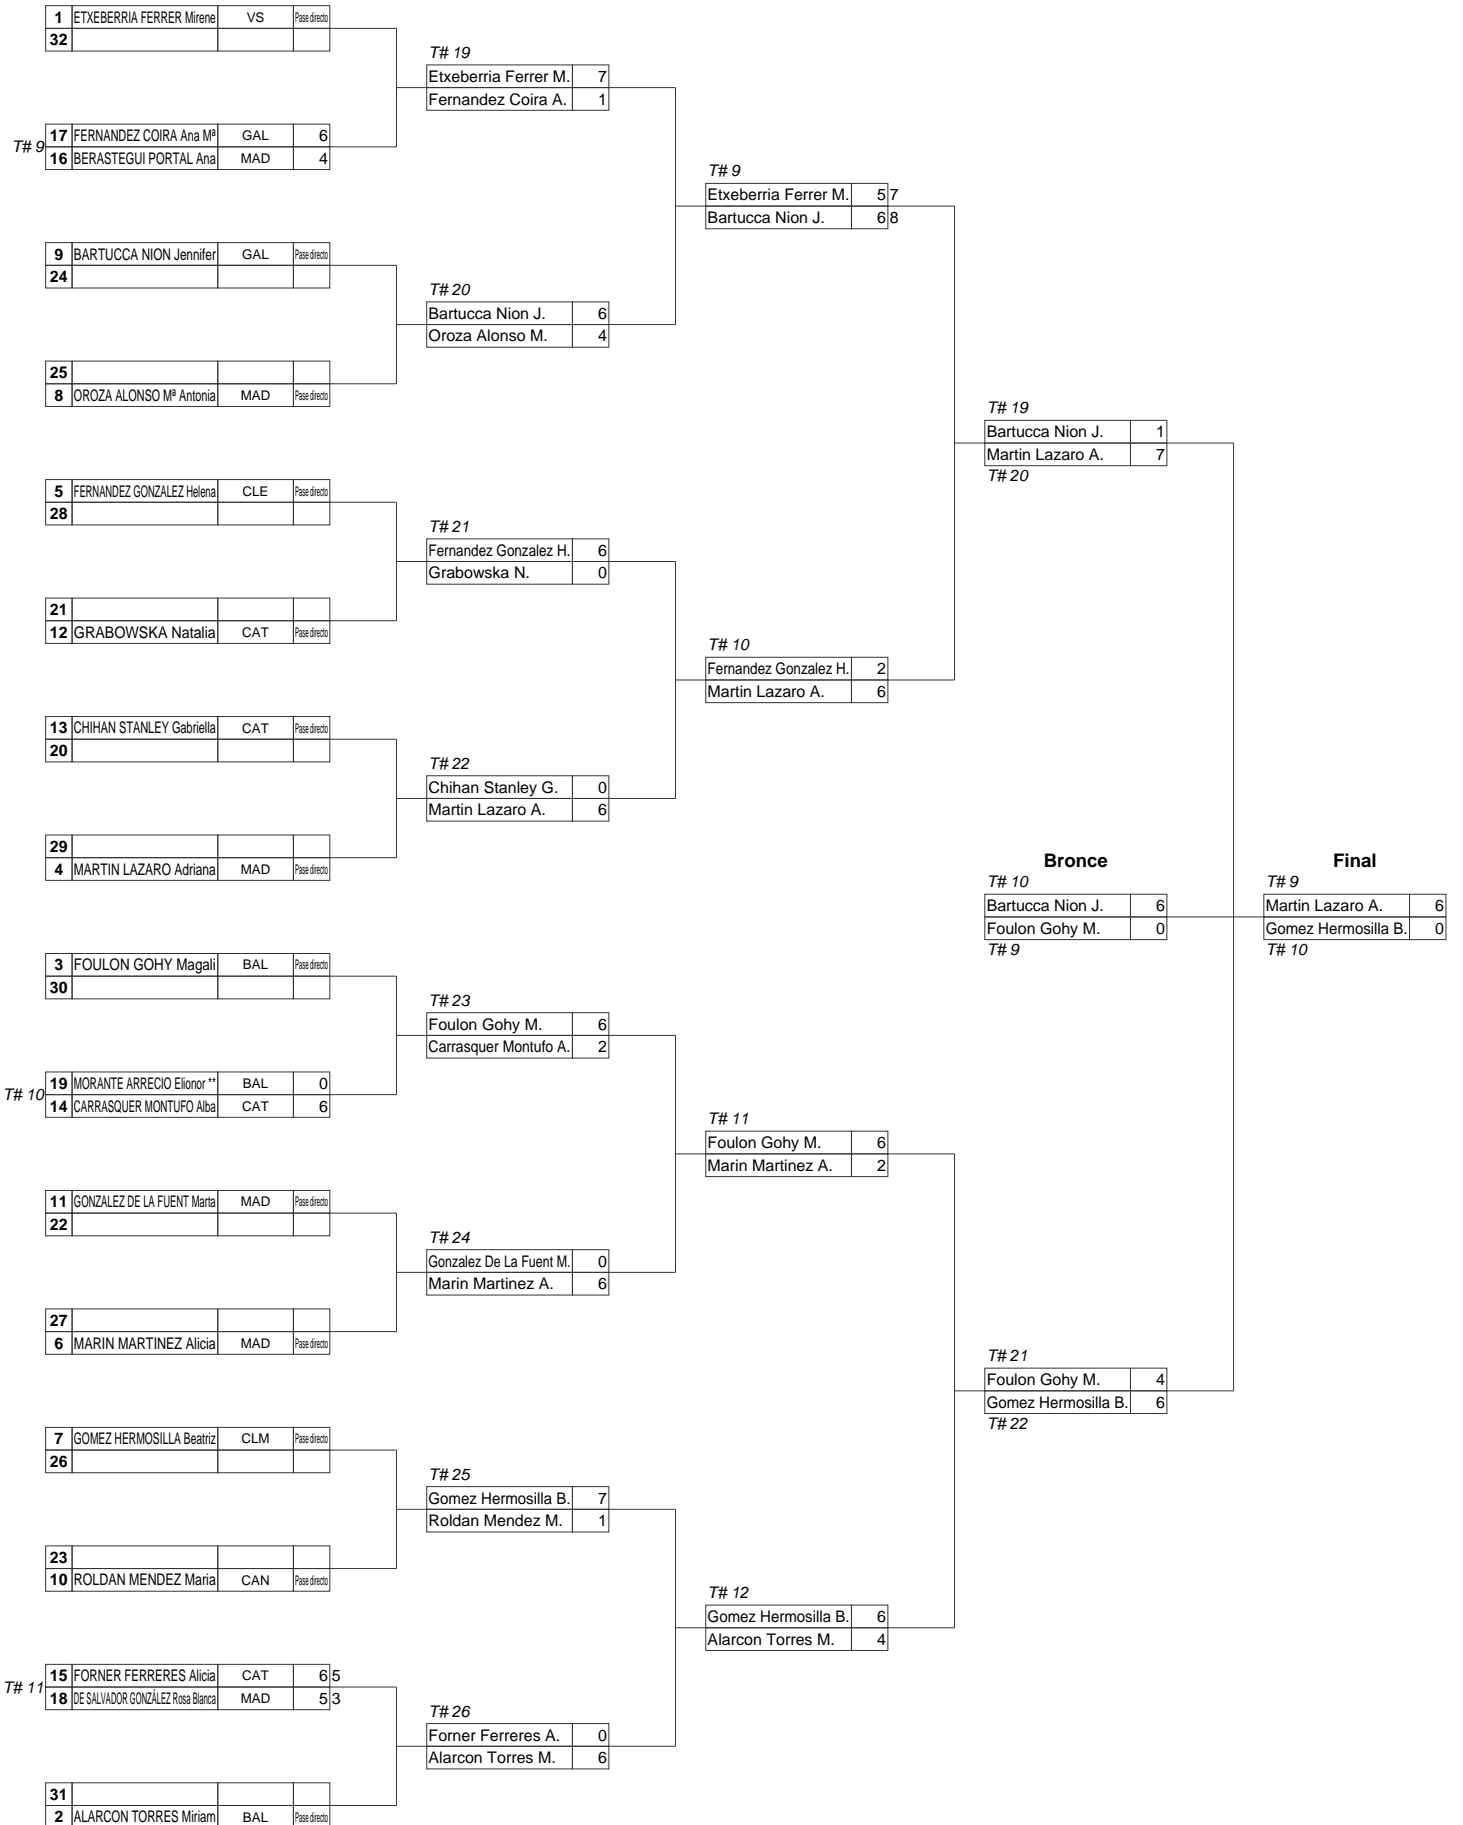 1 ETXEBERRIA FERRER Mirene VS Pase directo
32
T# 19
Etxeberria Ferrer M. 7
Fernandez Coira A. 1
T# 9
17 FERNANDEZ COIRA Ana Mª GAL 6
16 BERASTEGUI PORTAL Ana MAD 4
T# 9
Etxeberria Ferrer M. 5 7
Bartucca Nion J. 6 8
9 BARTUCCA NION Jennifer GAL Pase directo
24
T# 20
Bartucca Nion J. 6
Oroza Alonso M. 4
25
8 OROZA ALONSO Mª Antonia MAD Pase directo
T# 19
Bartucca Nion J. 1
Martin Lazaro A. 7
T# 20
5 FERNANDEZ GONZALEZ Helena CLE Pase directo
28
T# 21
Fernandez Gonzalez H. 6
Grabowska N. 0
21
12 GRABOWSKA Natalia CAT Pase directo
T# 10
Fernandez Gonzalez H. 2
Martin Lazaro A. 6
13 CHIHAN STANLEY Gabriella CAT Pase directo
20
T# 22
Chihan Stanley G. 0
Martin Lazaro A. 6
29
4 MARTIN LAZARO Adriana MAD Pase directo
Bronce
T# 10
Bartucca Nion J. 6
Foulon Gohy M. 0
T# 9
Final
T# 9
Martin Lazaro A. 6
Gomez Hermosilla B. 0
T# 10
3 FOULON GOHY Magali BAL Pase directo
30
T# 23
Foulon Gohy M. 6
Carrasquer Montufo A. 2
T# 10
19 MORANTE ARRECIO Elionor ** BAL 0
14 CARRASQUER MONTUFO Alba CAT 6
T# 11
Foulon Gohy M. 6
Marin Martinez A. 2
11 GONZALEZ DE LA FUENT Marta MAD Pase directo
22
T# 24
Gonzalez De La Fuent M. 0
Marin Martinez A. 6
27
6 MARIN MARTINEZ Alicia MAD Pase directo
T# 21
Foulon Gohy M. 4
Gomez Hermosilla B. 6
T# 22
7 GOMEZ HERMOSILLA Beatriz CLM Pase directo
26
T# 25
Gomez Hermosilla B. 7
Roldan Mendez M. 1
23
10 ROLDAN MENDEZ Maria CAN Pase directo
T# 12
Gomez Hermosilla B. 6
Alarcon Torres M. 4
T# 11
15 FORNER FERRERES Alicia CAT 6 5
18 DE SALVADOR GONZÁLEZ Rosa Blanca MAD 5 3
T# 26
Forner Ferreres A. 0
Alarcon Torres M. 6
31
2 ALARCON TORRES Miriam BAL Pase directo